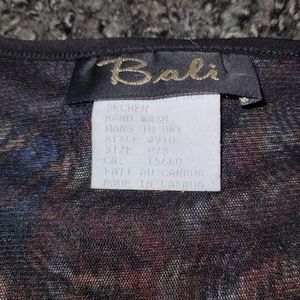 Bali
SECHER
HAND WASH
HANG TO DRY
STYLE 4910
SIZE P/S
CA: 15660
FAIT AU CANADA
MADE IN CANADA